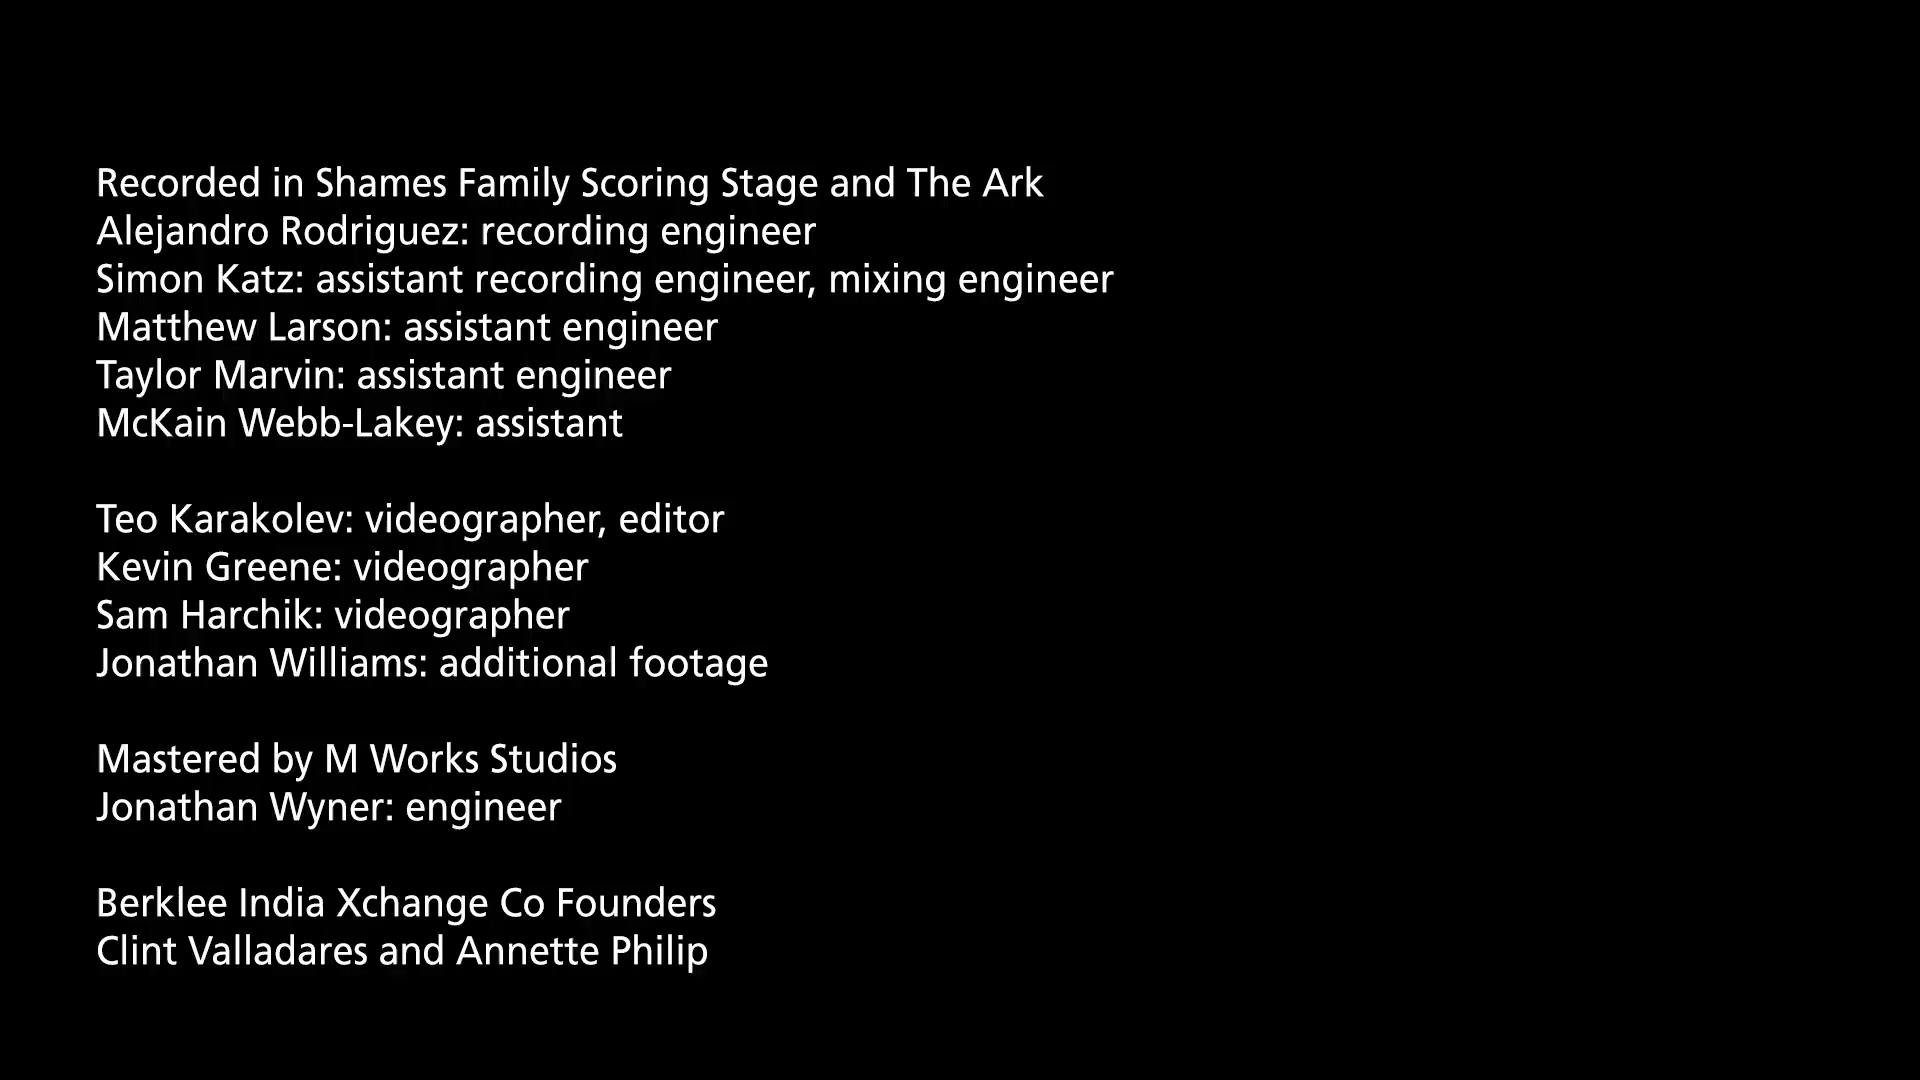 Recorded in Shames Family Scoring Stage and The Ark
Alejandro Rodriguez: recording engineer
Simon Katz: assistant recording engineer, mixing engineer
Matthew Larson: assistant engineer
Taylor Marvin: assistant engineer
McKain Webb-Lakey: assistant
Teo Karakolev: videographer, editor
Kevin Greene: videographer
Sam Harchik: videographer
Jonathan Williams: additional footage
Mastered by M Works Studios
Jonathan Wyner: engineer
Berklee India Xchange Co Founders
Clint Valladares and Annette Philip